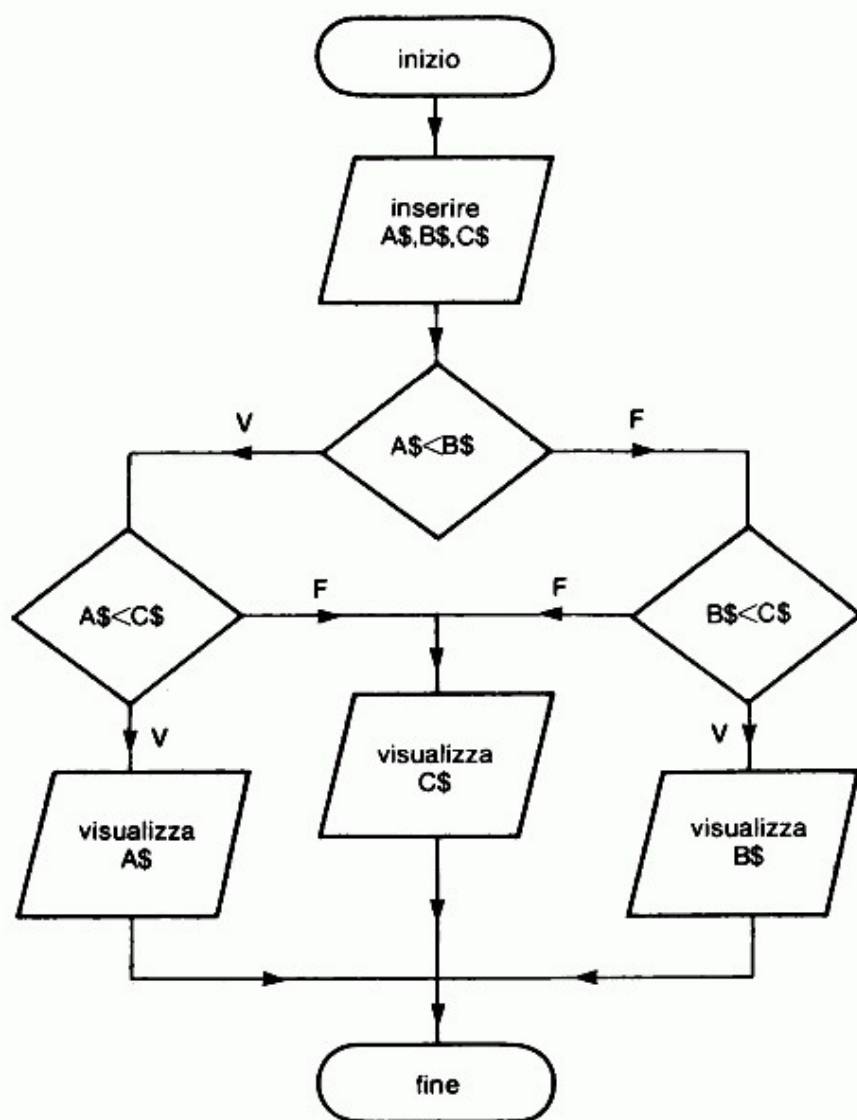 inizio
inserire
A$,B$,C$
V
A$<B$
F
A$<C$
F
F
B$<C$
V
visualizza
C$
V
visualizza
A$
visualizza
B$
fine